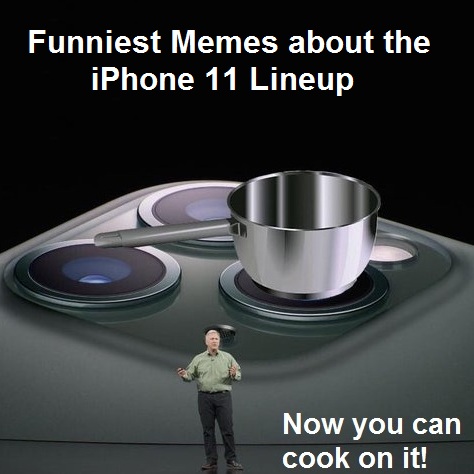 Funniest Memes about the
iPhone 11 Lineup
Now you can
cook on it!